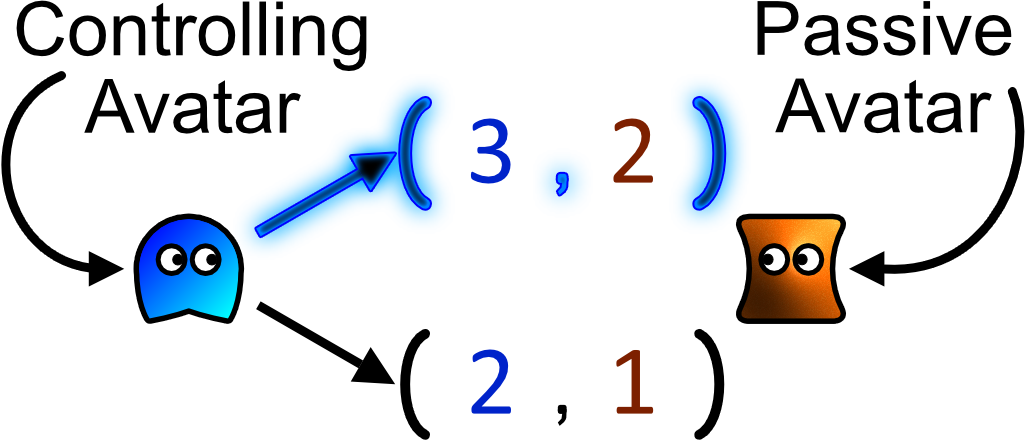 Controlling
Avatar
Passive
Avatar
( 3 , 2 )
( 2 , 1 )